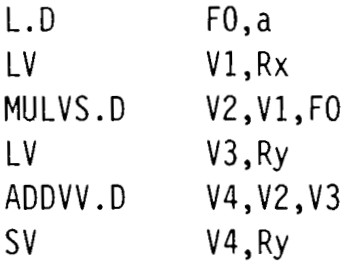 L.D F0,a
LV V1,Rx
MULVS.D V2,V1,F0
LV V3,Ry
ADDVV.D V4,V2,V3
SV V4,Ry